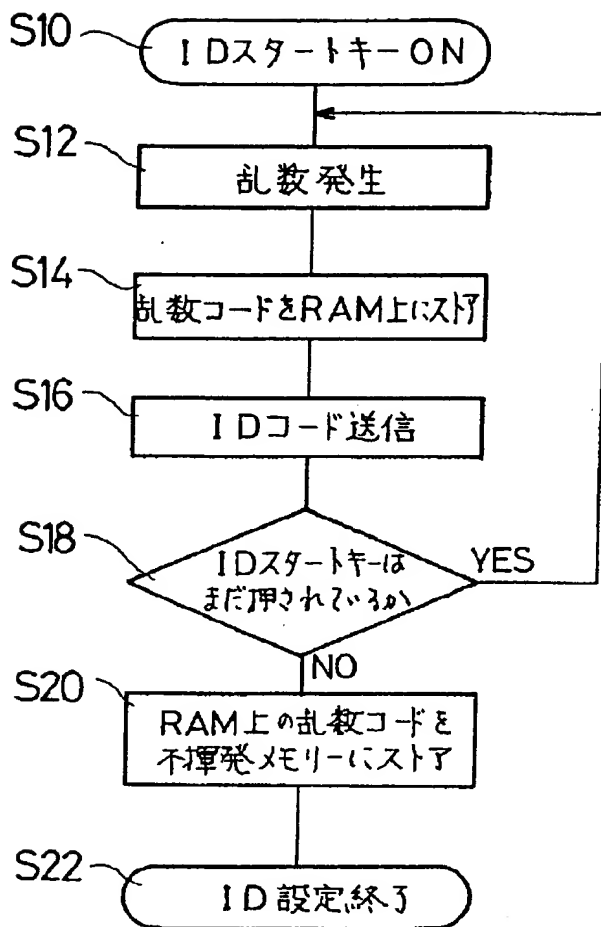 S10
IDスタートキーON
S12
乱数発生
S14
乱数コードをRAM上にストア
S16
IDコード送信
S18
IDスタートキーは
まだ押されているか
YES
NO
S20
RAM上の乱数コードを
不揮発メモリーにストア
S22
ID設定終了